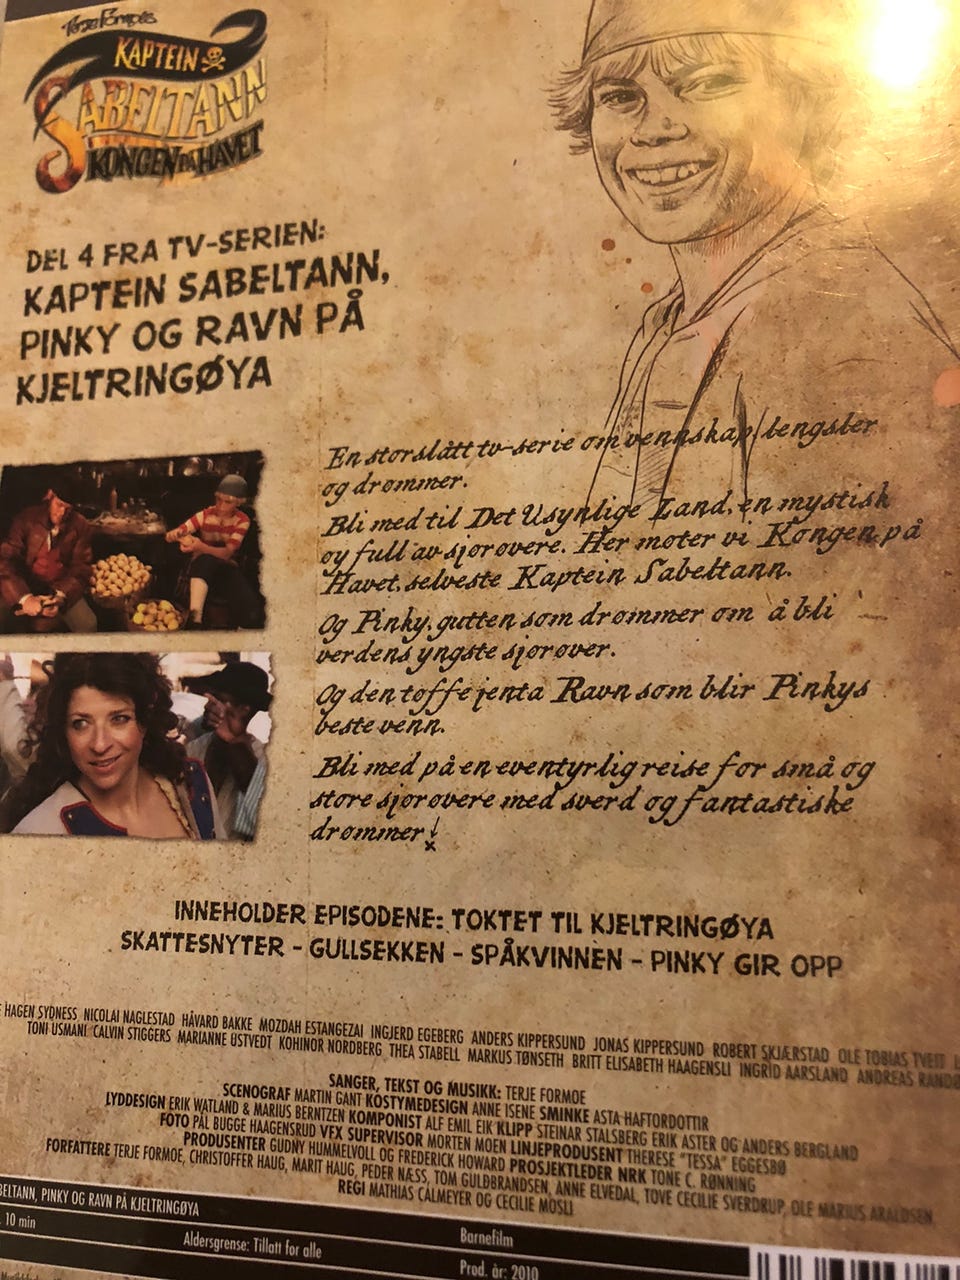 Terje Formoes
KAPTEIN
SABELTANN
KONGEN PÅ HAVET
DEL 4 FRA TV-SERIEN:
KAPTEIN SABELTANN,
PINKY OG RAVN PÅ
KJELTRINGØYA
En storslått tv-serie om vennskap, lengsler
og drømmer.
Bli med til Det Usynlige Land, en mystisk
øy full av sjørøvere. Her møter vi Kongen på
Havet, selveste Kaptein Sabeltann.
Og Pinky, gutten som drømmer om å bli
verdens yngste sjørøver.
Og den tøffe jenta Ravn som blir Pinkys
beste venn.
Bli med på en eventyrlig reise for små og
store sjørøvere med sverd og fantastiske
drømmer!
INNEHOLDER EPISODENE: TOKTET TIL KJELTRINGØYA
SKATTESNYTER - GULLSEKKEN - SPÅKVINNEN - PINKY GIR OPP
HAGEN SYDNESS NICOLAI NAGLESTAD HÅVARD BAKKE MOZDAH ESTANGEZAI INGJERD EGEBERG ANDERS KIPPERSUND JONAS KIPPERSUND ROBERT SKJÆRSTAD OLE TOBIAS TVEIT
TONI USMANI CALVIN STIGGERS MARIANNE USTVEDT KOHINOR NORDBERG THEA STABELL MARKUS TØNSETH BRITT ELISABETH HAAGENSLI INGRID AARSLAND ANDREAS
SANGER, TEKST OG MUSIKK: TERJE FORMOE
SCENOGRAF MARTIN GANT KOSTYMEDESIGN ANNE ISENE SMINKE ASTA HAFTORDOTTIR
LYDDESIGN ERIK WATLAND & MARIUS BERNTZEN KOMPONIST ALF EMIL EIK KLIPP STEINAR STALSBERG ERIK ASTER OG ANDERS BERGLAND
FOTO PÅL BUGGE HAAGENSRUD VFX SUPERVISOR MORTEN MOEN LINJEPRODUSENT THERESE "TESSA" EGGESBØ
PRODUSENTER GUDNY HUMMELVOLL OG FREDERICK HOWARD PROSJEKTLEDER NRK TONE C. RØNNING
FORFATTERE TERJE FORMOE, CHRISTOFFER HAUG, MARIT HAUG, PEDER NÆSS, TOM GULDBRANDSEN, ANNE ELVEDAL, TOVE CECILIE SVERDRUP, OLE MARIUS ARALDSEN
REGI MATHIAS CALMEYER OG CECILIE MOSLI
BELTANN, PINKY OG RAVN PÅ KJELTRINGØYA
10 min
Aldersgrense: Tillatt for alle
Barnefilm
Prod. år: 2010